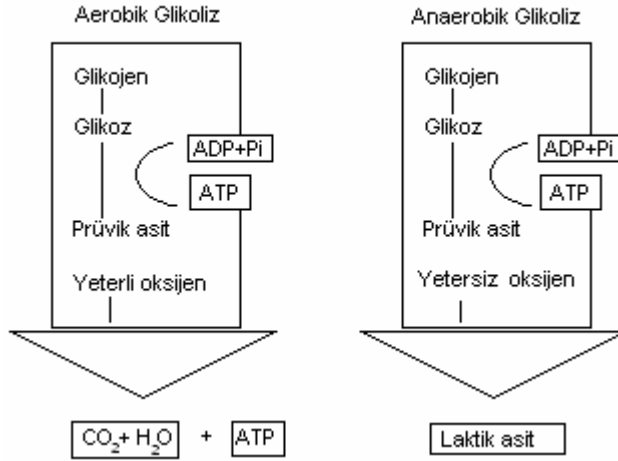 Aerobik Glikoliz
Glikojen
Glikoz
ADP+Pi
ATP
Prüvik asit
Yeterli oksijen
CO₂+ H₂O + ATP
Anaerobik Glikoliz
Glikojen
Glikoz
ADP+Pi
ATP
Prüvik asit
Yetersiz oksijen
Laktik asit